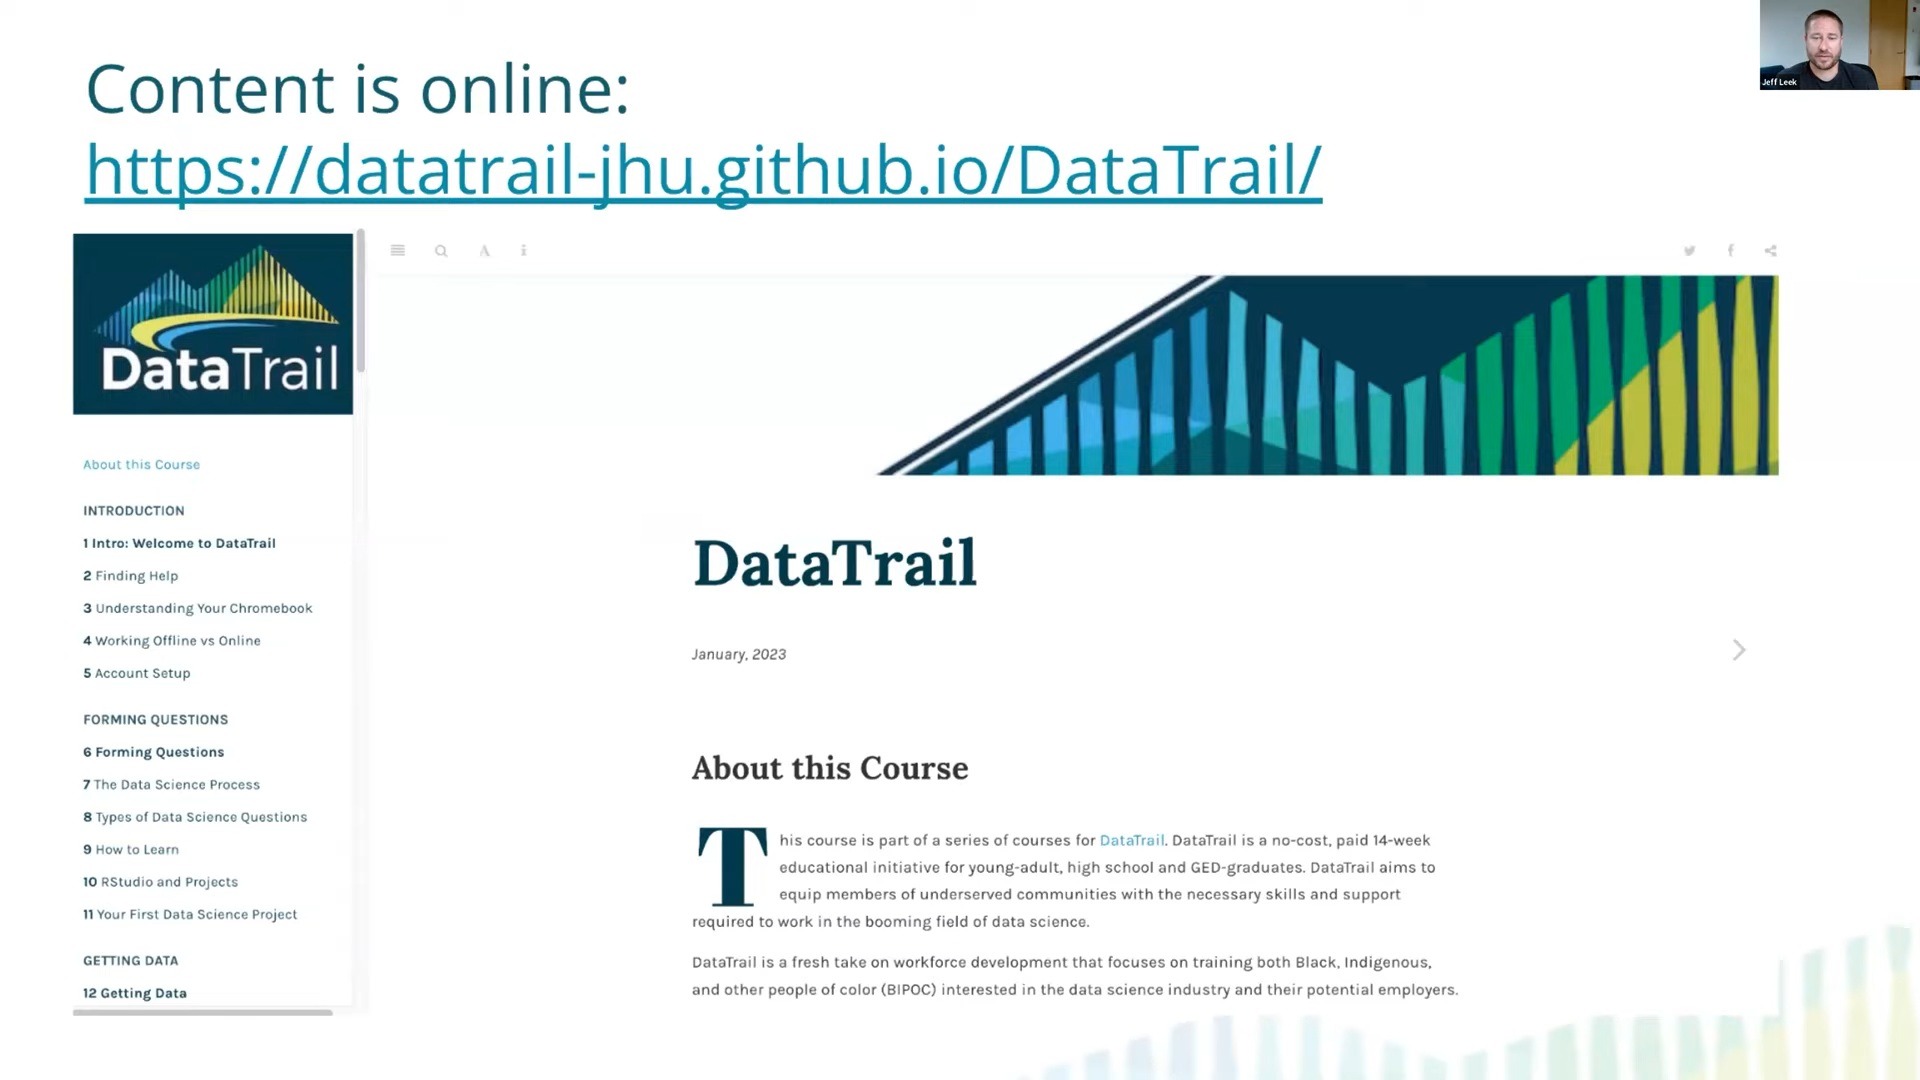 Content is online:
https://datatrail-jhu.github.io/DataTrail/
Jeff Leek
DataTrail
About this Course
INTRODUCTION
1 Intro: Welcome to DataTrail
2 Finding Help
3 Understanding Your Chromebook
4 Working Offline vs Online
5 Account Setup
FORMING QUESTIONS
6 Forming Questions
7 The Data Science Process
8 Types of Data Science Questions
9 How to Learn
10 RStudio and Projects
11 Your First Data Science Project
GETTING DATA
12 Getting Data
DataTrail
January, 2023
About this Course
This course is part of a series of courses for DataTrail. DataTrail is a no-cost, paid 14-week
educational initiative for young-adult, high school and GED-graduates. DataTrail aims to
equip members of underserved communities with the necessary skills and support
required to work in the booming field of data science.
DataTrail is a fresh take on workforce development that focuses on training both Black, Indigenous,
and other people of color (BIPOC) interested in the data science industry and their potential employers.